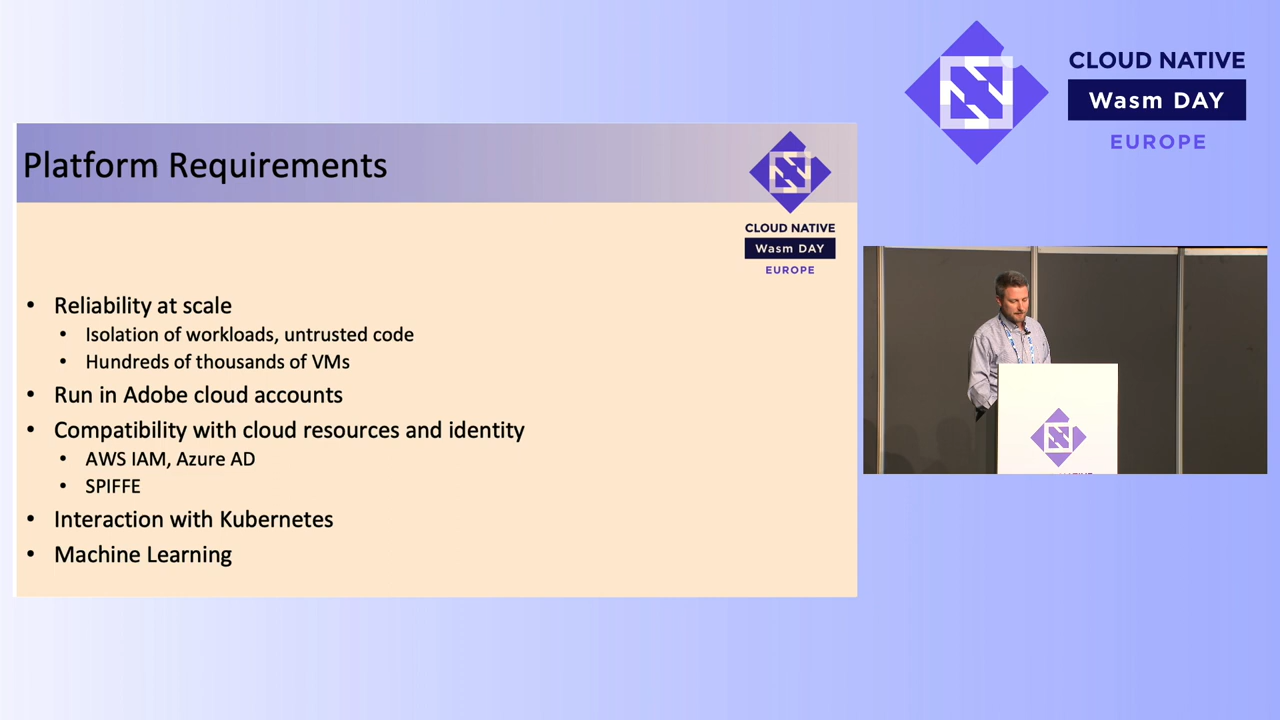 CLOUD NATIVE
Wasm DAY
EUROPE
Platform Requirements
CLOUD NATIVE
Wasm DAY
EUROPE
• Reliability at scale
• Isolation of workloads, untrusted code
• Hundreds of thousands of VMs
• Run in Adobe cloud accounts
• Compatibility with cloud resources and identity
• AWS IAM, Azure AD
• SPIFFE
• Interaction with Kubernetes
• Machine Learning